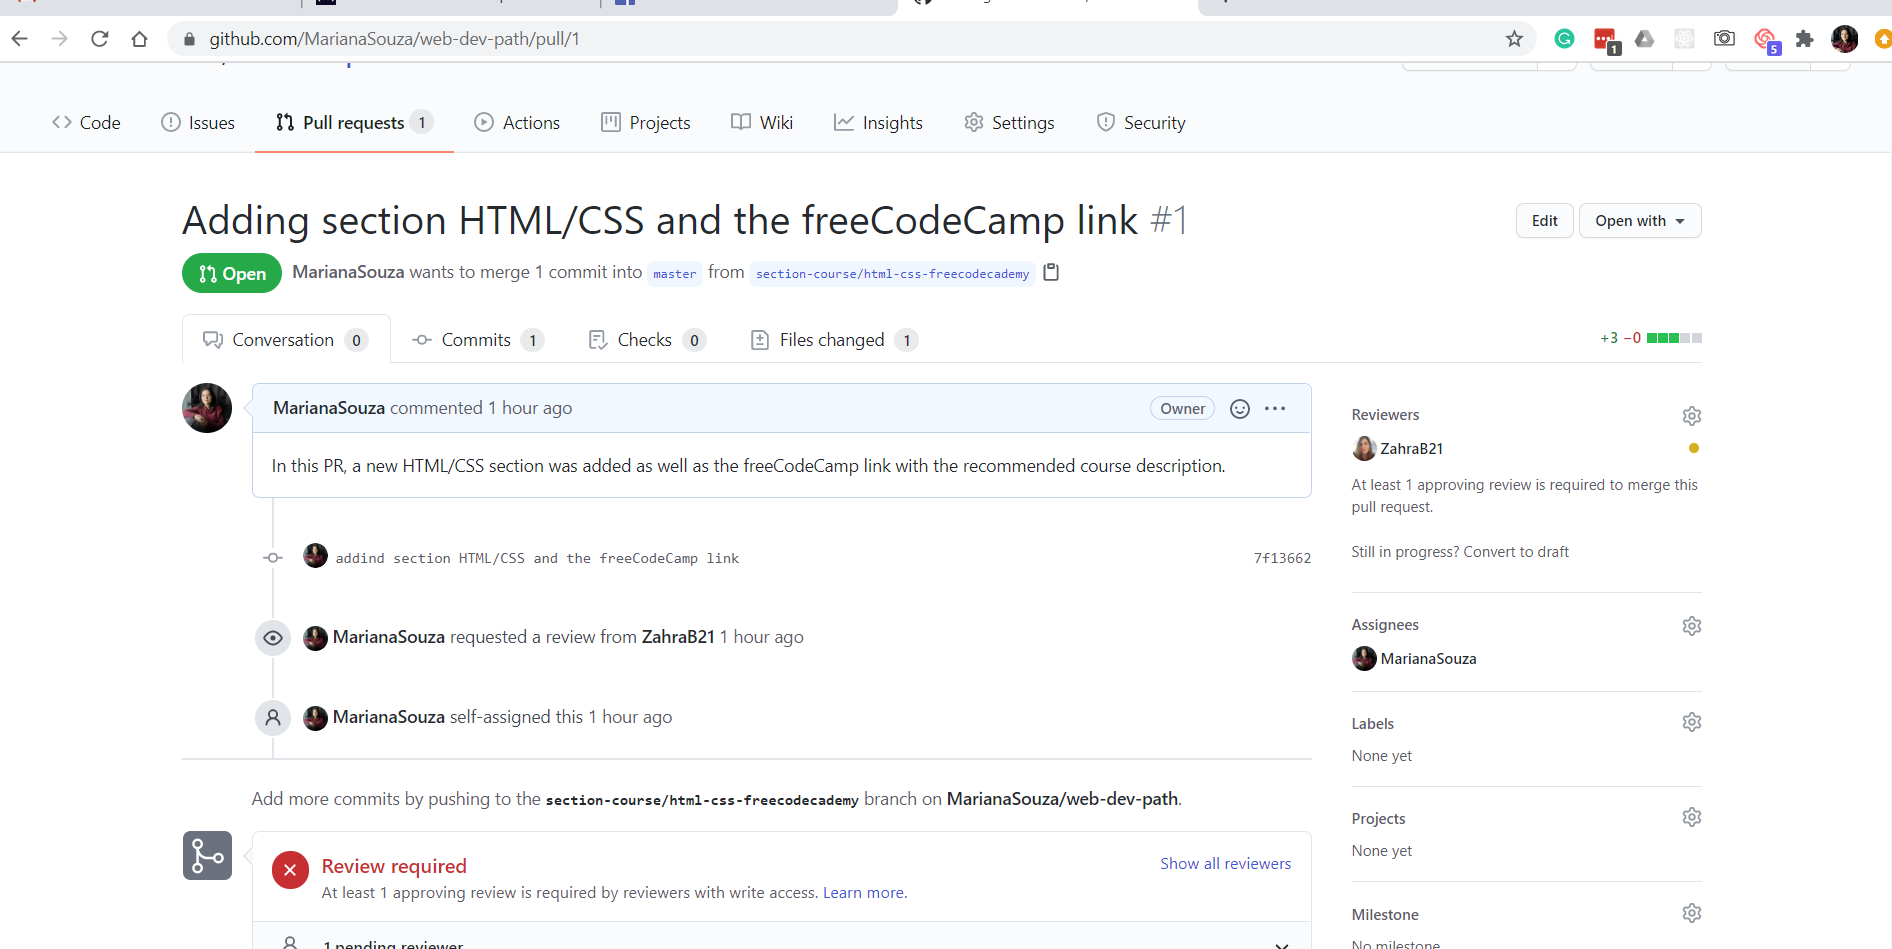 github.com/MarianaSouza/web-dev-path/pull/1
1
5
Code
Issues
Pull requests 1
Actions
Projects
Wiki
Insights
Settings
Security
Adding section HTML/CSS and the freeCodeCamp link #1
Edit
Open with
Open
MarianaSouza wants to merge 1 commit into master from section-course/html-css-freecodecademy
Conversation 0
Commits 1
Checks 0
Files changed 1
+3 −0
MarianaSouza commented 1 hour ago
Owner
In this PR, a new HTML/CSS section was added as well as the freeCodeCamp link with the recommended course description.
addind section HTML/CSS and the freeCodeCamp link
7f13662
MarianaSouza requested a review from ZahraB21 1 hour ago
MarianaSouza self-assigned this 1 hour ago
Add more commits by pushing to the section-course/html-css-freecodecademy branch on MarianaSouza/web-dev-path.
Review required
Show all reviewers
At least 1 approving review is required by reviewers with write access. Learn more.
1 pending reviewer
Reviewers
ZahraB21
At least 1 approving review is required to merge this
pull request.
Still in progress? Convert to draft
Assignees
MarianaSouza
Labels
None yet
Projects
None yet
Milestone
No milestone